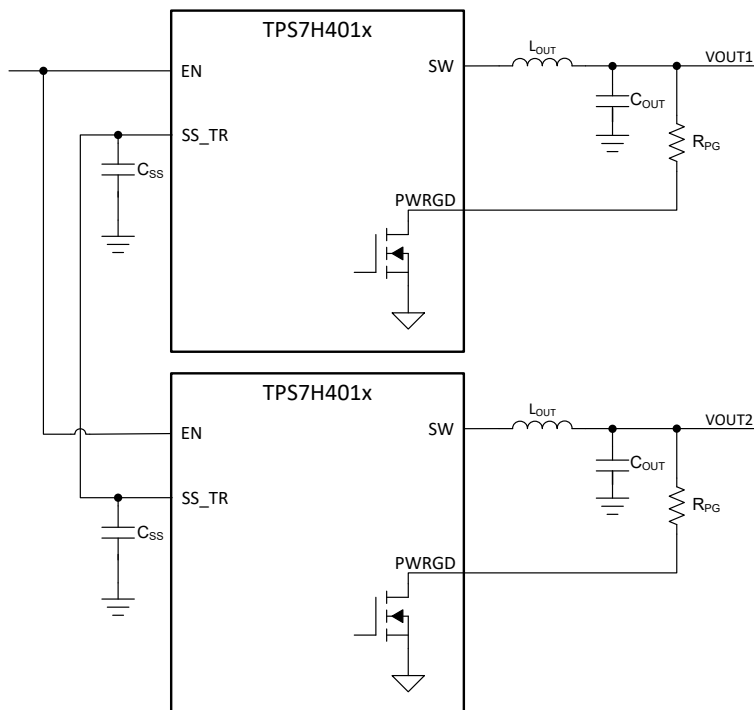 TPS7H401x
EN
SW
LOUT
VOUT1
COUT
SS_TR
CSS
RPG
PWRGD
TPS7H401x
EN
SW
LOUT
VOUT2
COUT
SS_TR
CSS
RPG
PWRGD